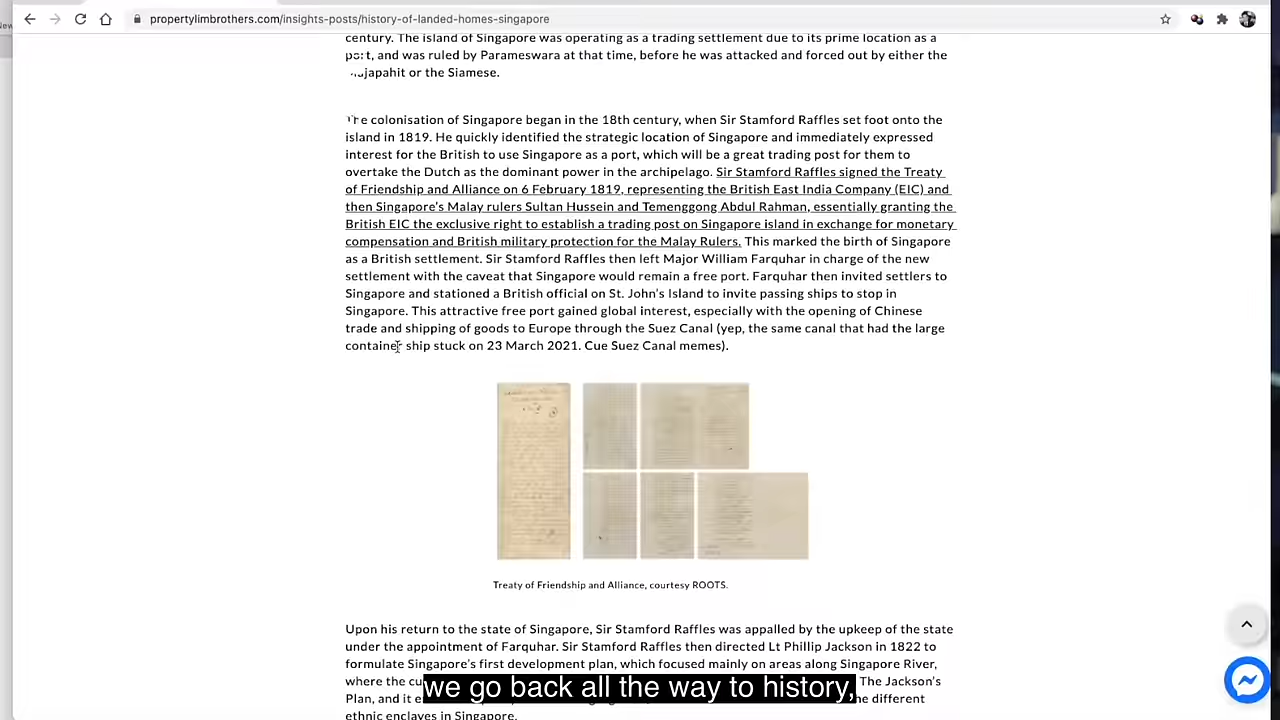 propertylimbrothers.com/insights-posts/history-of-landed-homes-singapore
century. The island of Singapore was operating as a trading settlement due to its prime location as a
port, and was ruled by Parameswara at that time, before he was attacked and forced out by either the
or the Siamese.
The colonisation of Singapore began in the 18th century, when Sir Stamford Raffles set foot onto the
island in 1819. He quickly identified the strategic location of Singapore and immediately expressed
interest for the British to use Singapore as a port, which will be a great trading post for them to
overtake the Dutch as the dominant power in the archipelago. Sir Stamford Raffles signed the Treaty
of Friendship and Alliance on 6 February 1819, representing the British East India Company (EIC) and
then Singapore's Malay rulers Sultan Hussein and Temenggong Abdul Rahman, essentially granting the
British EIC the exclusive right to establish a trading post on Singapore island in exchange for monetary
compensation and British military protection for the Malay Rulers. This marked the birth of Singapore
as a British settlement. Sir Stamford Raffles then left Major William Farquhar in charge of the new
settlement with the caveat that Singapore would remain a free port. Farquhar then invited settlers to
Singapore and stationed a British official on St. John's Island to invite passing ships to stop in
Singapore. This attractive free port gained global interest, especially with the opening of Chinese
trade and shipping of goods to Europe through the Suez Canal (yep, the same canal that had the large
container ship stuck on 23 March 2021. Cue Suez Canal memes).
Treaty of Friendship and Alliance, courtesy ROOTS.
Upon his return to the state of Singapore, Sir Stamford Raffles was appalled by the upkeep of the state
under the appointment of Farquhar. Sir Stamford Raffles then directed Lt Phillip Jackson in 1822 to
formulate Singapore's first development plan, which focused mainly on areas along Singapore River,
where the The Jackson's
Plan, and it different
ethnic enclaves in Singapore.
we go back all the way to history,